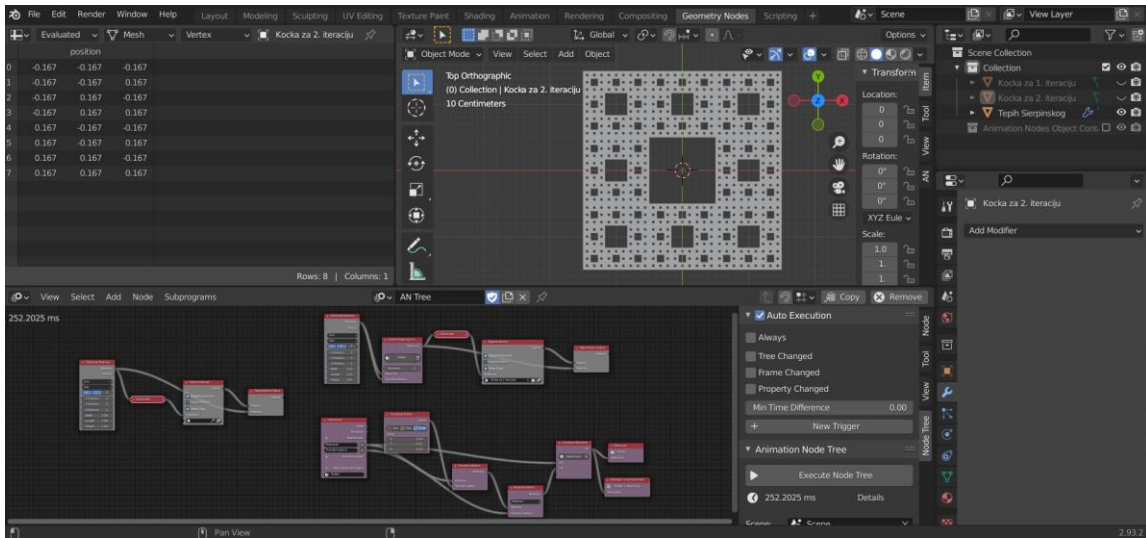 File Edit Render Window Help Layout Modeling Sculpting UV Editing Texture Paint Shading Animation Rendering Compositing Geometry Nodes Scripting + Scene View Layer
Evaluated Mesh Vertex Kocka za 2. iteraciju
position
0 -0.167 -0.167 -0.167
1 -0.167 -0.167 0.167
2 -0.167 0.167 -0.167
3 -0.167 0.167 0.167
4 0.167 -0.167 -0.167
5 0.167 -0.167 0.167
6 0.167 0.167 -0.167
7 0.167 0.167 0.167
Rows: 8 | Columns: 1
Global Options
Object Mode View Select Add Object
Top Orthographic
(0) Collection | Kocka za 2. iteraciju
10 Centimeters
Y
Z
X
Transform
Location:
0
0
0
Rotation:
0°
0°
0°
XYZ Eule
Scale:
1.0
1.
1.
Item
Tool
View
AN
Scene Collection
Collection
Kocka za 1. iteraciju
Kocka za 2. iteraciju
Tepih Sierpinskog
Animation Nodes Object Cont
Kocka za 2. iteraciju
Add Modifier
View Select Add Node Subprograms AN Tree Copy Remove
252.2025 ms
Auto Execution
Always
Tree Changed
Frame Changed
Property Changed
Min Time Difference 0.00
+ New Trigger
Animation Node Tree
Execute Node Tree
252.2025 ms Details
Scene: Scene
Node
Tool
View
Node Tree
Pan View
2.93.2